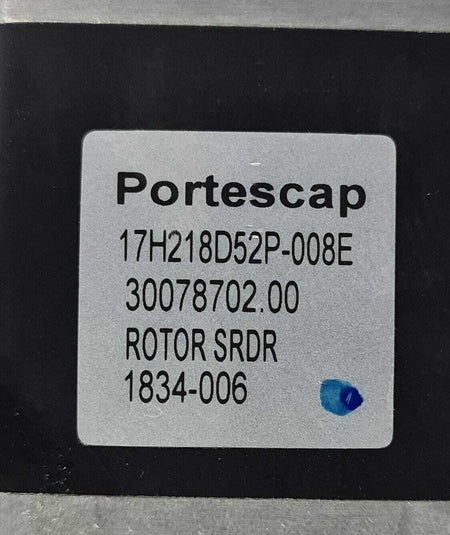 Portescap
17H218D52P-008E
30078702.00
ROTOR SRDR
1834-006